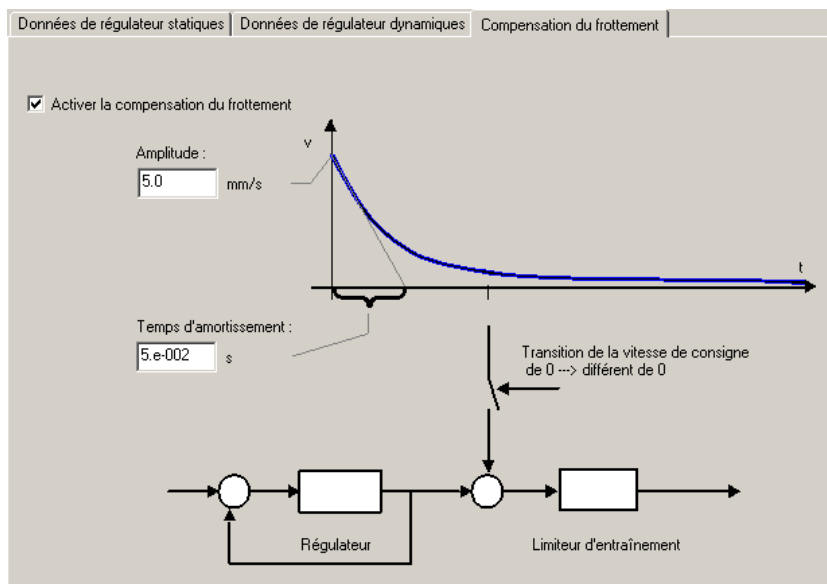 Données de régulateur statiques
Données de régulateur dynamiques
Compensation du frottement
Activer la compensation du frottement
v
Amplitude :
5.0
mm/s
t
Temps d'amortissement :
5.e-002
s
Transition de la vitesse de consigne
de 0 ---> différent de 0
Régulateur
Limiteur d'entraînement